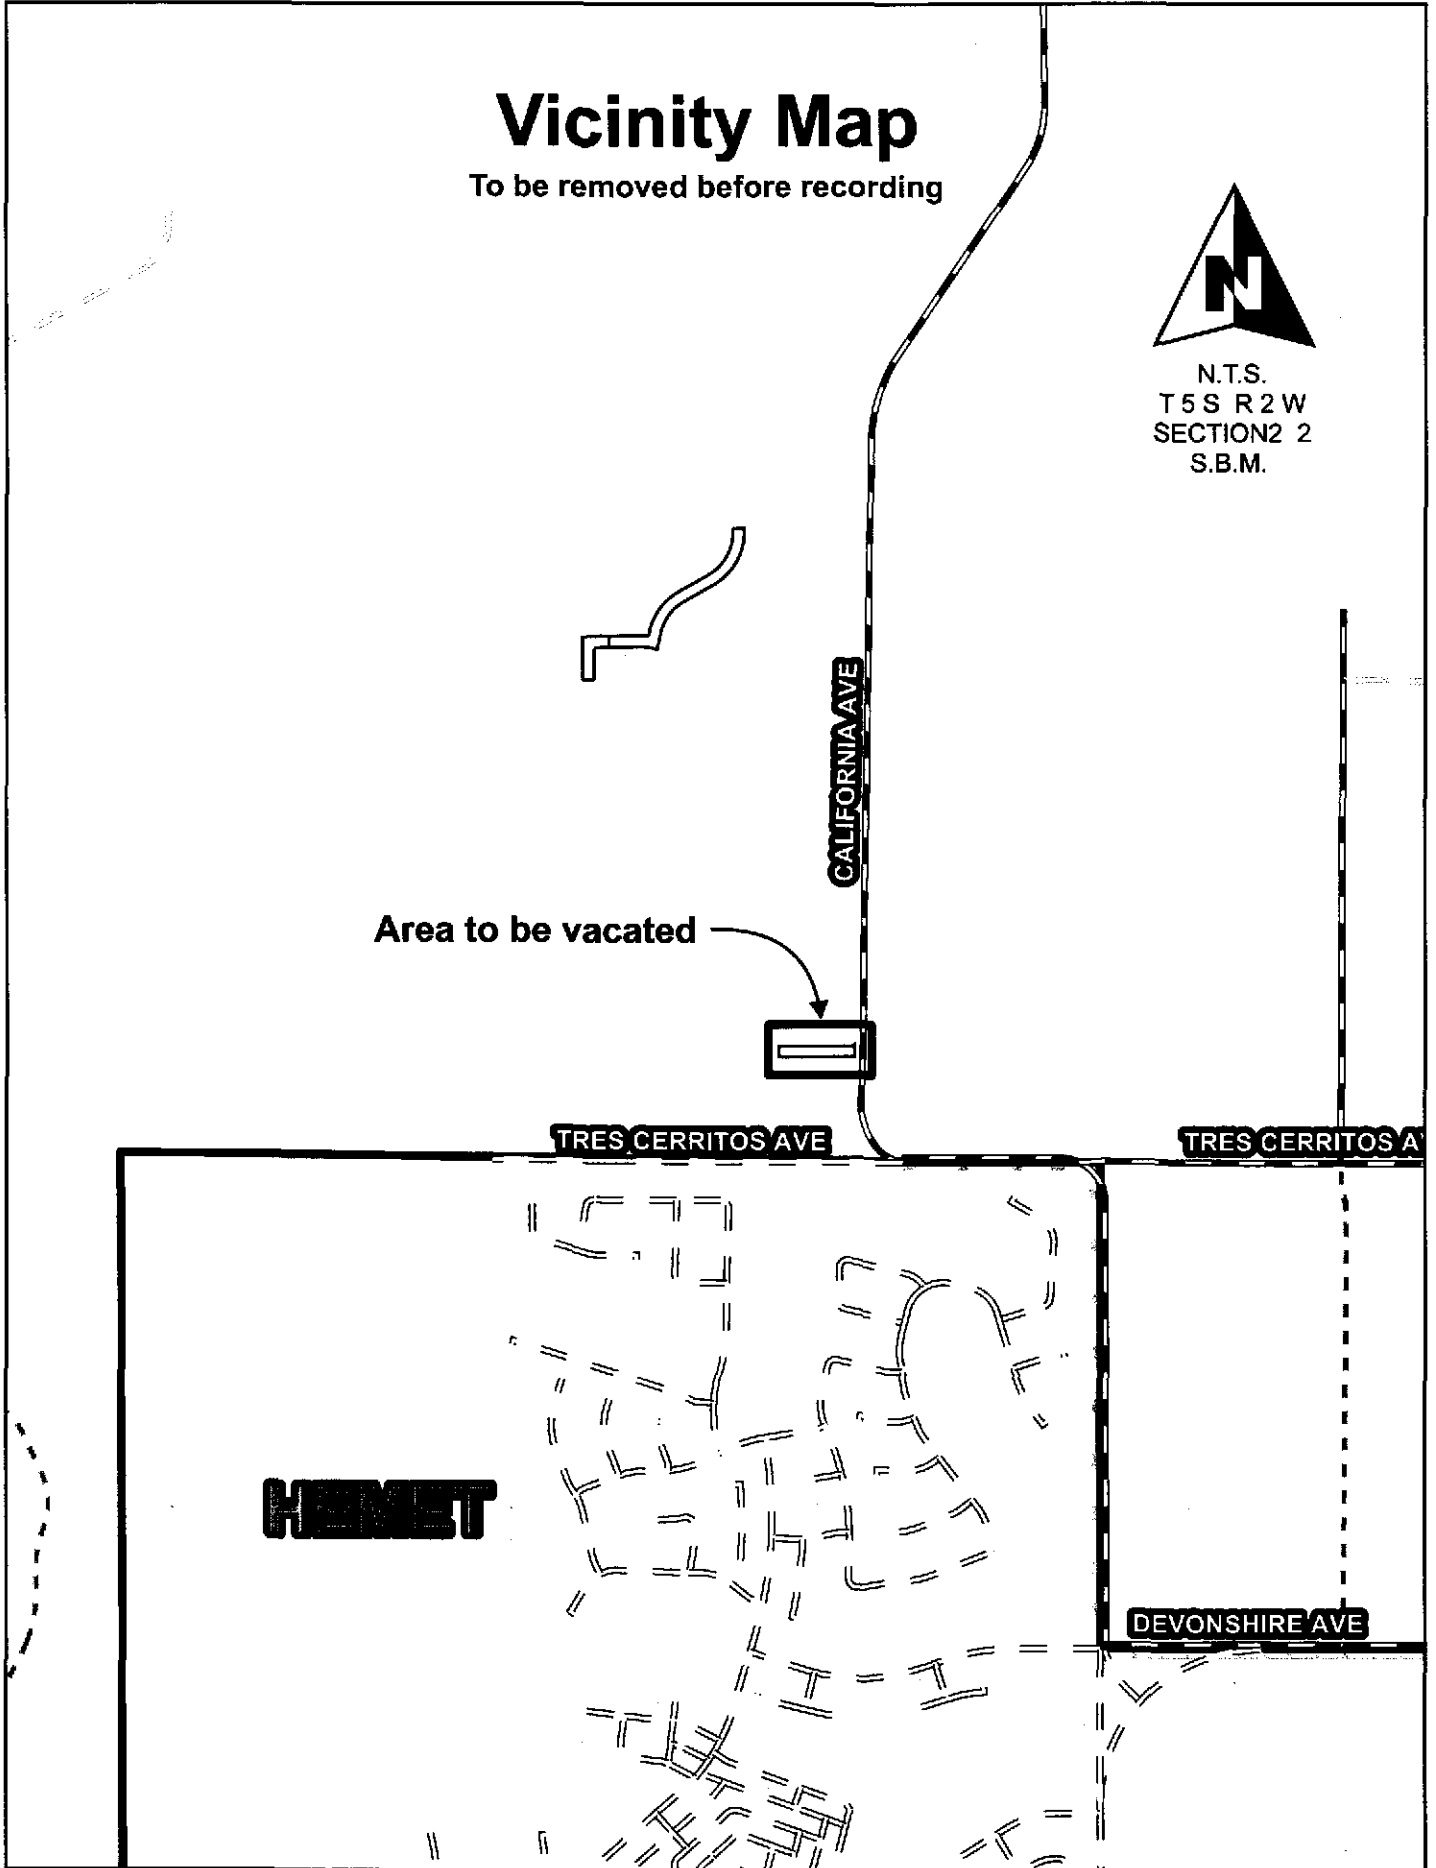 Vicinity Map
To be removed before recording
N
N.T.S.
T 5 S R 2 W
SECTION2 2
S.B.M.
CALIFORNIA AVE
Area to be vacated
TRES CERRITOS AVE
TRES CERRITOS A
HEMET
DEVONSHIRE AVE